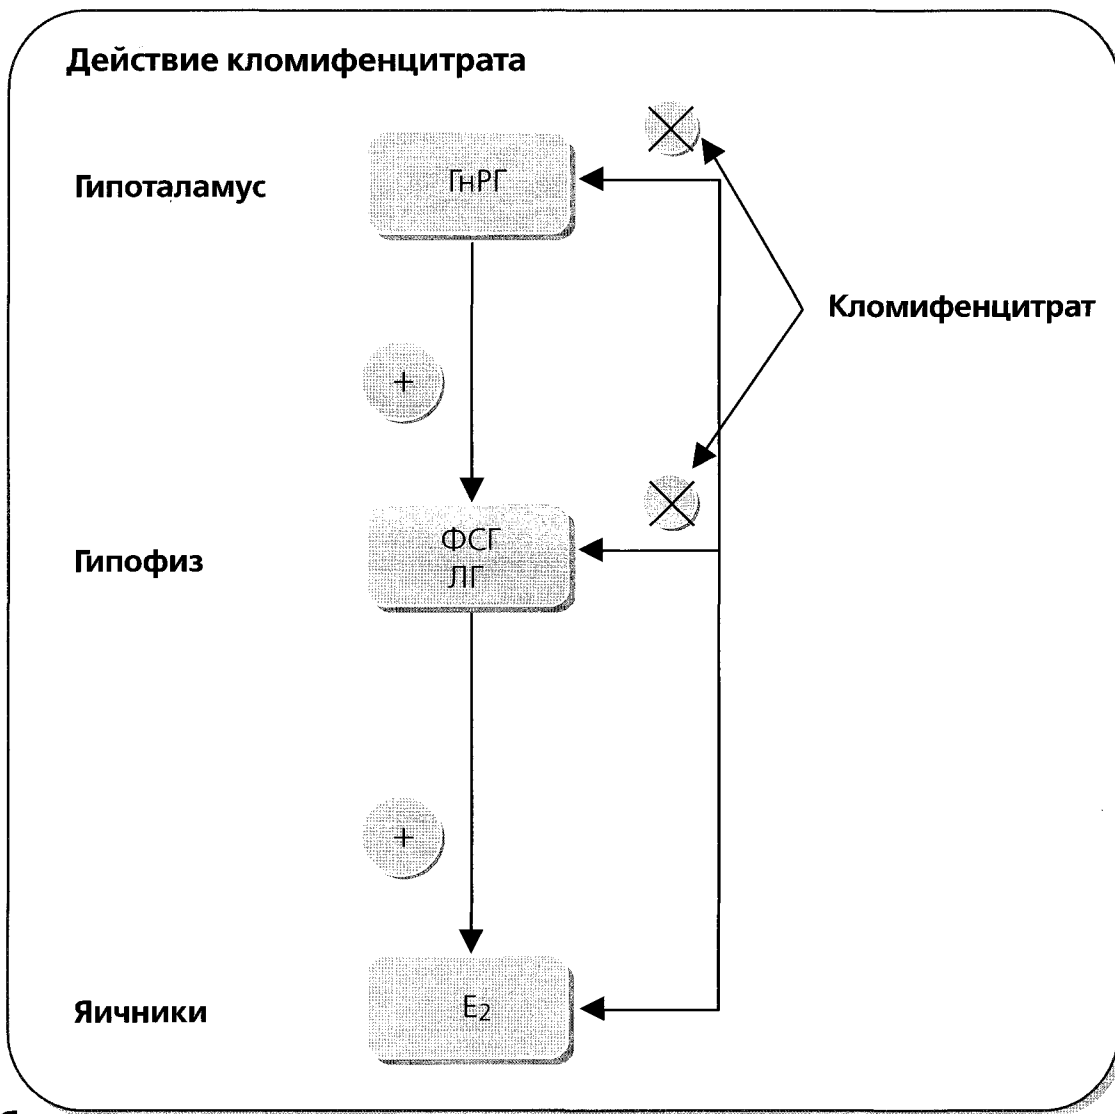 Действие кломифенцитрата
Гипоталамус
ГнРГ
Кломифенцитрат
+
Гипофиз
ФСГ
ЛГ
+
Яичники
E2